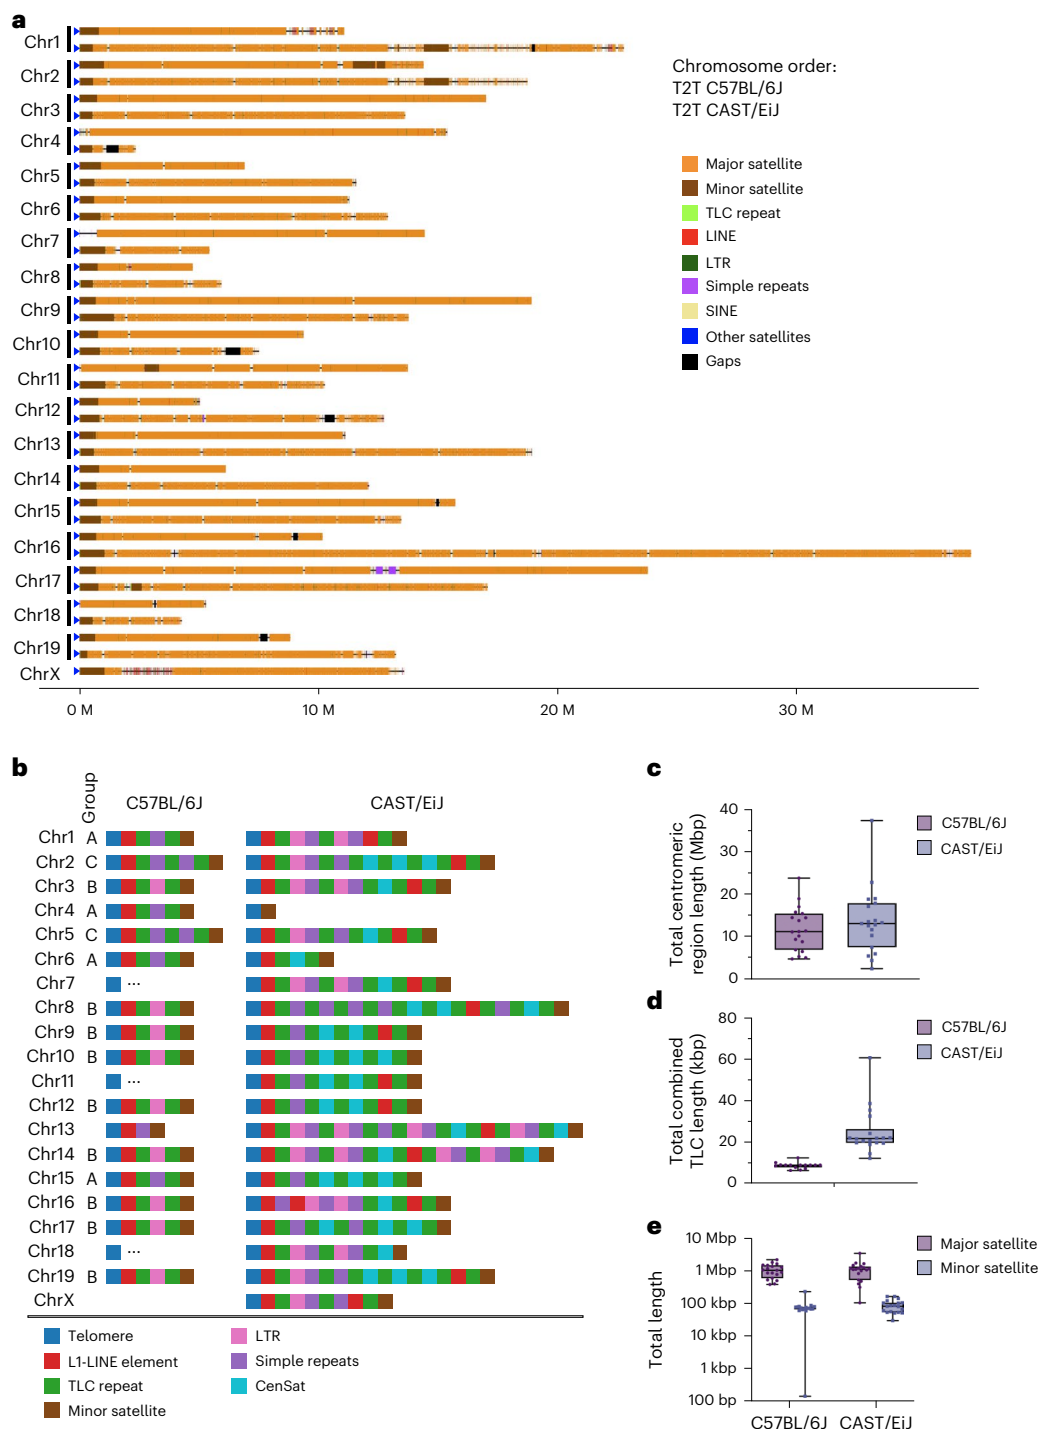 a
Chr1
Chr2
Chr3
Chr4
Chr5
Chr6
Chr7
Chr8
Chr9
Chr10
Chr11
Chr12
Chr13
Chr14
Chr15
Chr16
Chr17
Chr18
Chr19
ChrX
0 M
10 M
20 M
30 M
Chromosome order:
T2T C57BL/6J
T2T CAST/EiJ
Major satellite
Minor satellite
TLC repeat
LINE
LTR
Simple repeats
SINE
Other satellites
Gaps
b
Group
C57BL/6J
CAST/EiJ
Chr1 A
Chr2 C
Chr3 B
Chr4 A
Chr5 C
Chr6 A
Chr7 ...
Chr8 B
Chr9 B
Chr10 B
Chr11 ...
Chr12 B
Chr13
Chr14 B
Chr15 A
Chr16 B
Chr17 B
Chr18 ...
Chr19 B
ChrX
Telomere
L1-LINE element
TLC repeat
Minor satellite
LTR
Simple repeats
CenSat
c
Total centromeric
region length (Mbp)
40
30
20
10
0
C57BL/6J
CAST/EiJ
d
Total combined
TLC length (kbp)
80
60
40
20
0
C57BL/6J
CAST/EiJ
e
Total length
10 Mbp
1 Mbp
100 kbp
10 kbp
1 kbp
100 bp
C57BL/6J
CAST/EiJ
Major satellite
Minor satellite